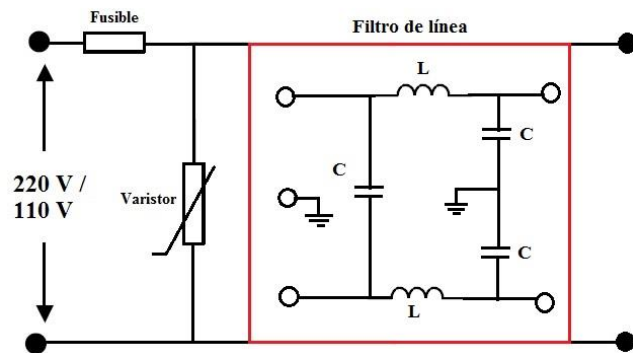 Fusible
Filtro de línea
L
C
C
220 V /
110 V
Varistor
C
L